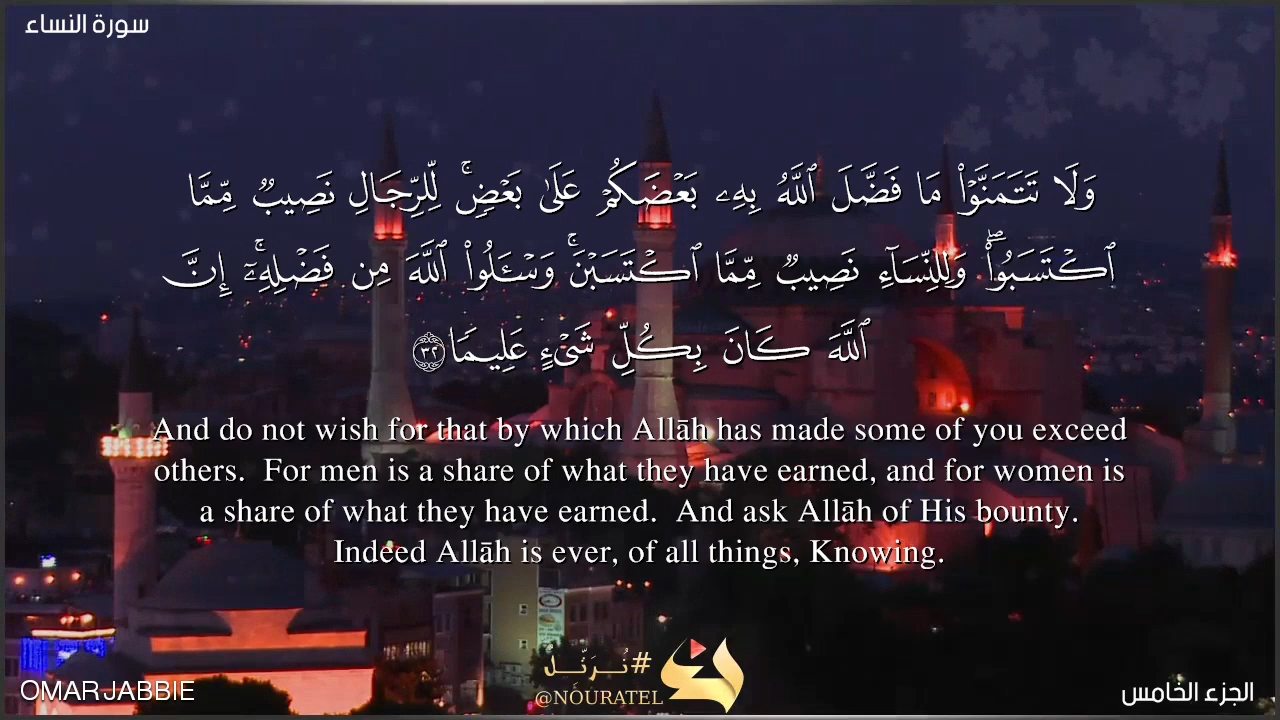 سورة النساء
وَلَا تَتَمَنَّوْا۟ مَا فَضَّلَ ٱللَّهُ بِهِۦ بَعْضَكُمْ عَلَىٰ بَعْضٍۢ ۚ لِّلرِّجَالِ نَصِيبٌۭ مِّمَّا
ٱكْتَسَبُوا۟ ۖ وَلِلنِّسَآءِ نَصِيبٌۭ مِّمَّا ٱكْتَسَبْنَ ۚ وَسْـَٔلُوا۟ ٱللَّهَ مِن فَضْلِهِۦٓ ۗ إِنَّ
ٱللَّهَ كَانَ بِكُلِّ شَىْءٍ عَلِيمًۭا ٣٢
And do not wish for that by which Allāh has made some of you exceed
others. For men is a share of what they have earned, and for women is
a share of what they have earned. And ask Allāh of His bounty.
Indeed Allāh is ever, of all things, Knowing.
#نُرَتِّلُ
@NOURATEL
OMAR JABBIE
الجزء الخامس